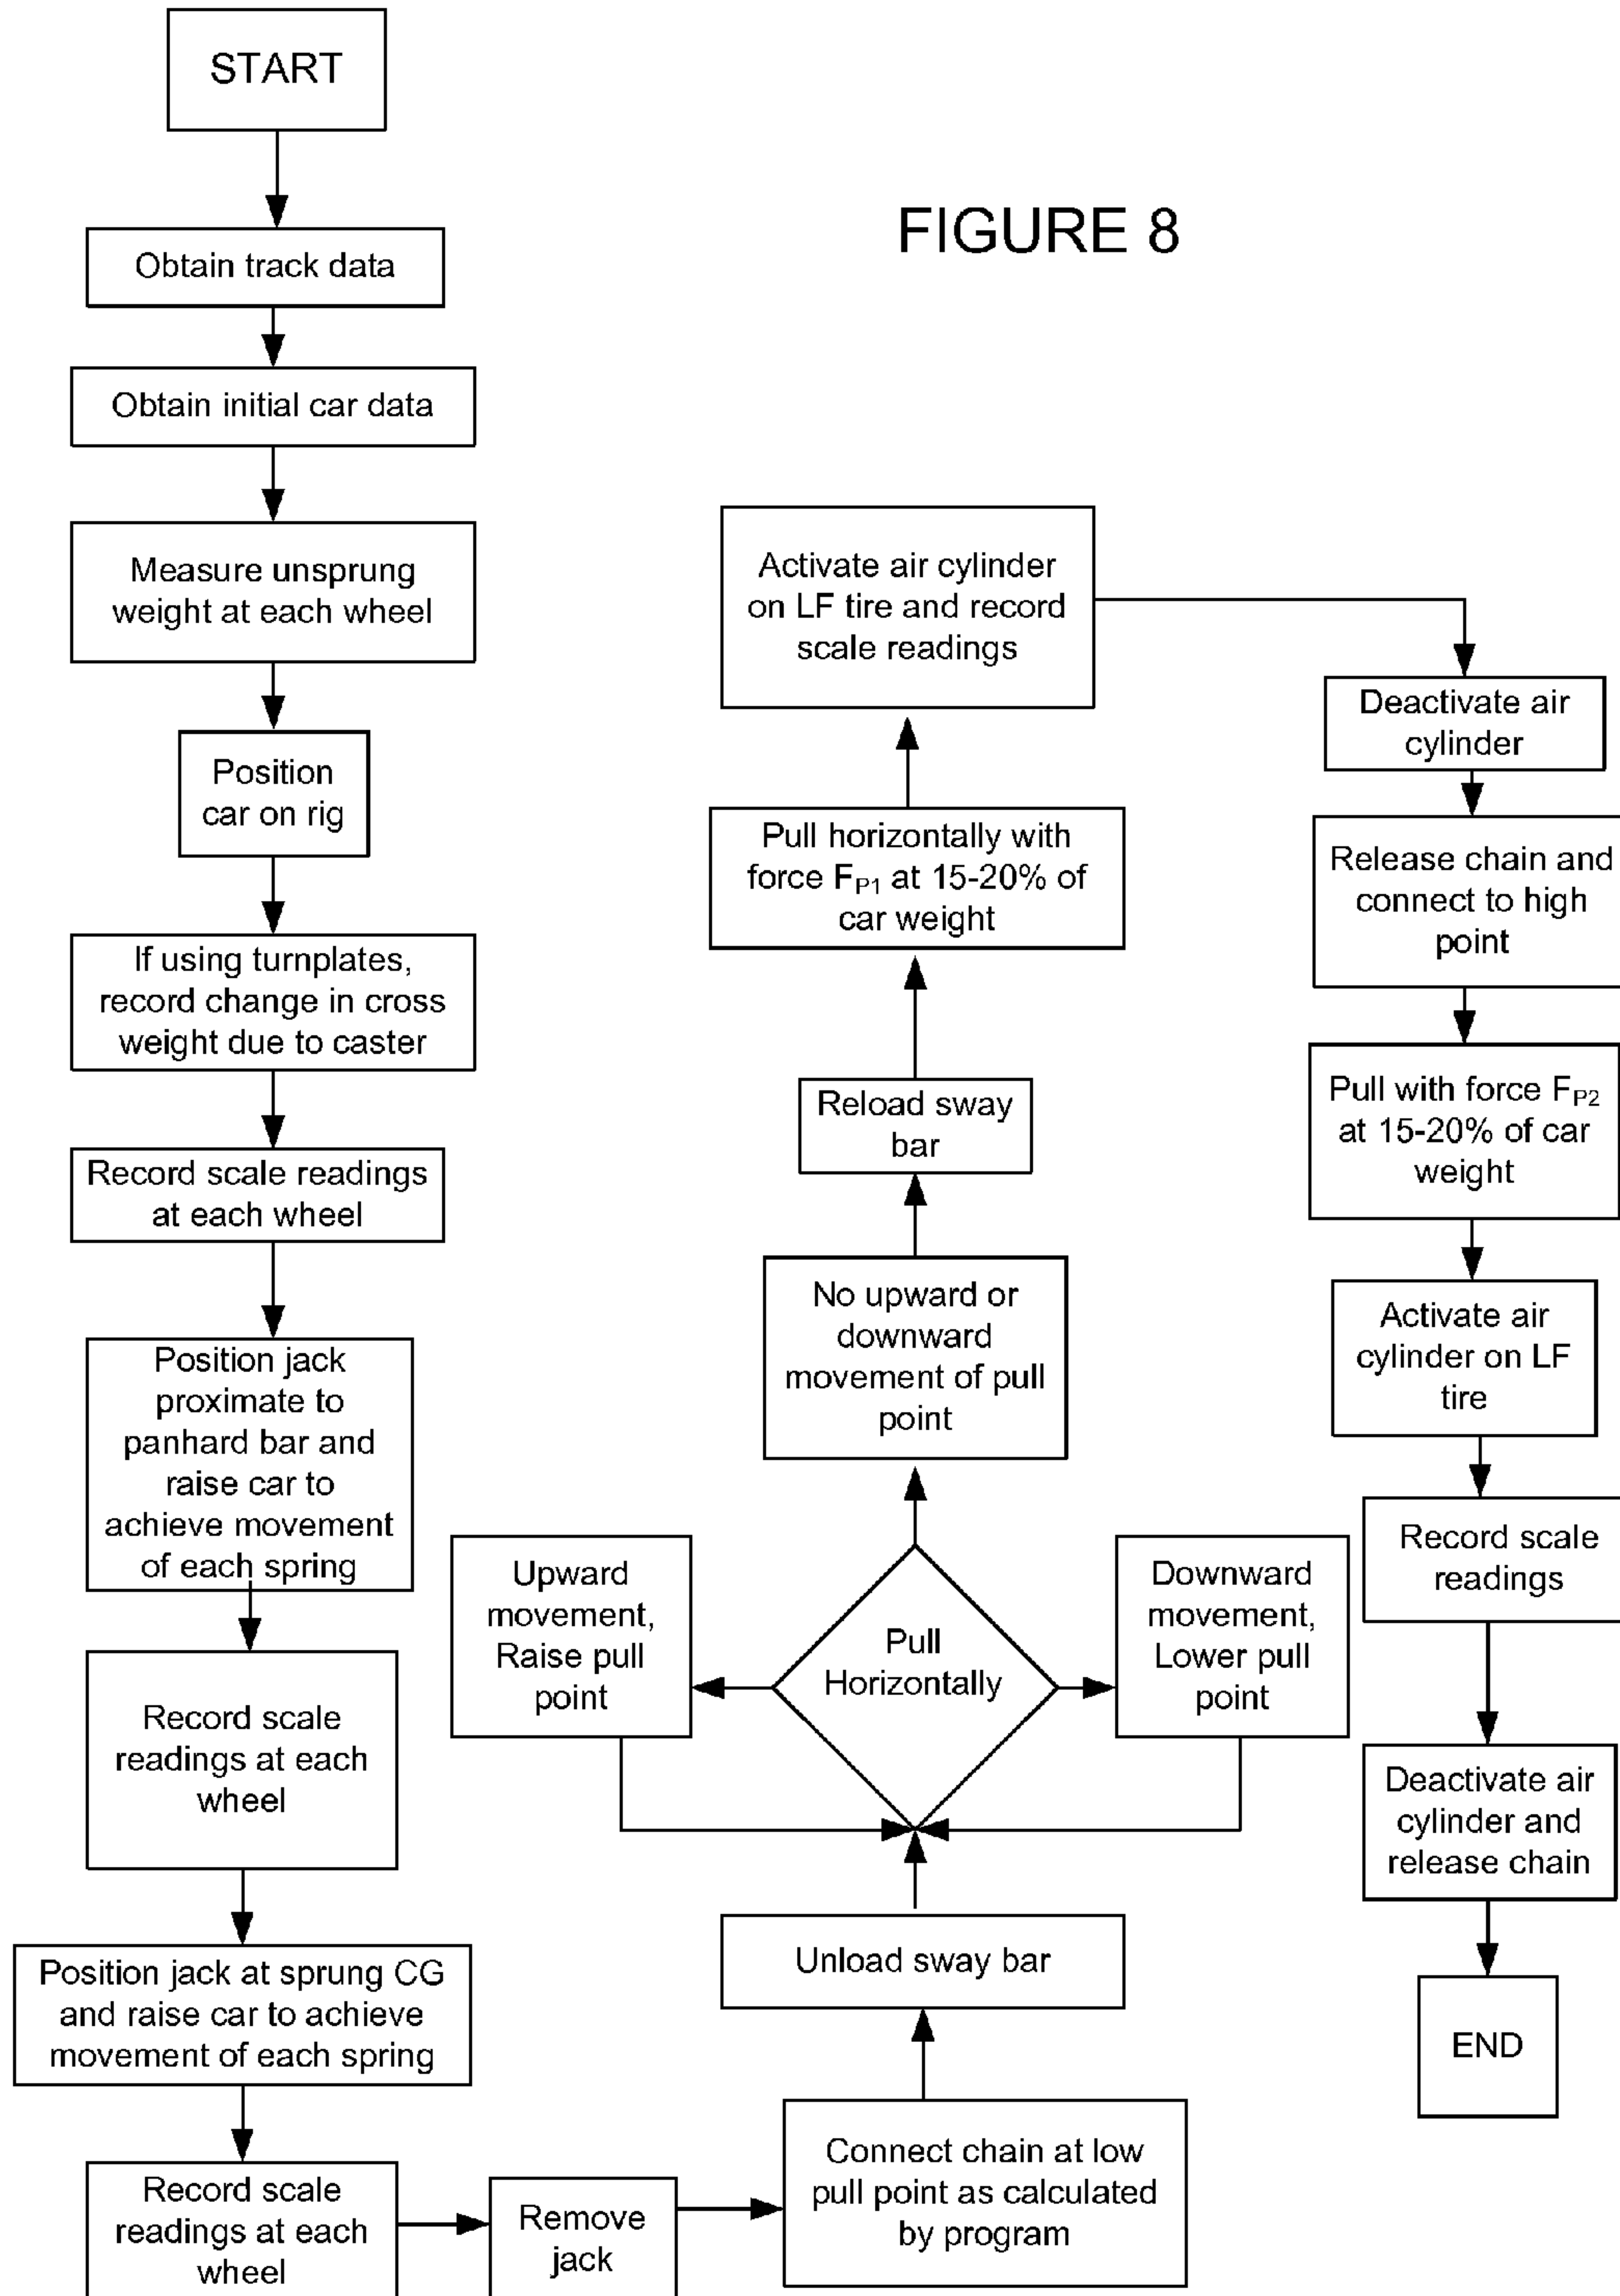 START
FIGURE 8
Obtain track data
Obtain initial car data
Measure unsprung
weight at each wheel
Position
car on rig
If using turnplates,
record change in cross
weight due to caster
Record scale readings
at each wheel
Position jack
proximate to
panhard bar and
raise car to
achieve movement
of each spring
Record scale
readings at each
wheel
Position jack at sprung CG
and raise car to achieve
movement of each spring
Record scale
readings at each
wheel
Remove
jack
Connect chain at low
pull point as calculated
by program
Unload sway bar
Pull
Horizontally
Upward
movement,
Raise pull
point
Downward
movement,
Lower pull
point
No upward or
downward
movement of pull
point
Reload sway
bar
Pull horizontally with
force FP1 at 15-20% of
car weight
Activate air cylinder
on LF tire and record
scale readings
Deactivate air
cylinder
Release chain and
connect to high
point
Pull with force FP2
at 15-20% of car
weight
Activate air
cylinder on LF
tire
Record scale
readings
Deactivate air
cylinder and
release chain
END